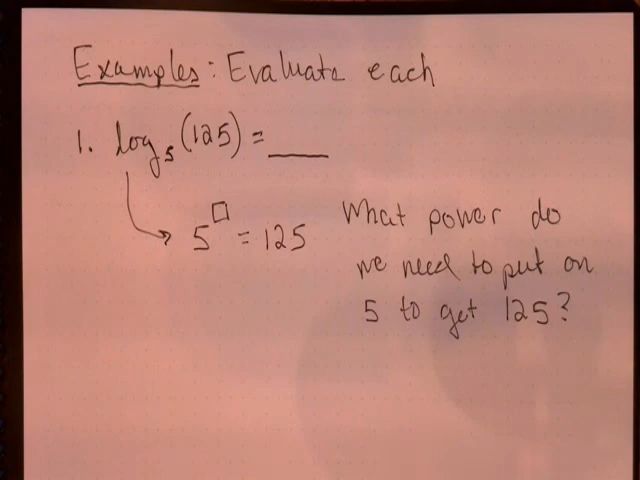 Examples: Evaluate each
1. log₅(125) = ___
5^□ = 125
What power do
we need to put on
5 to get 125?